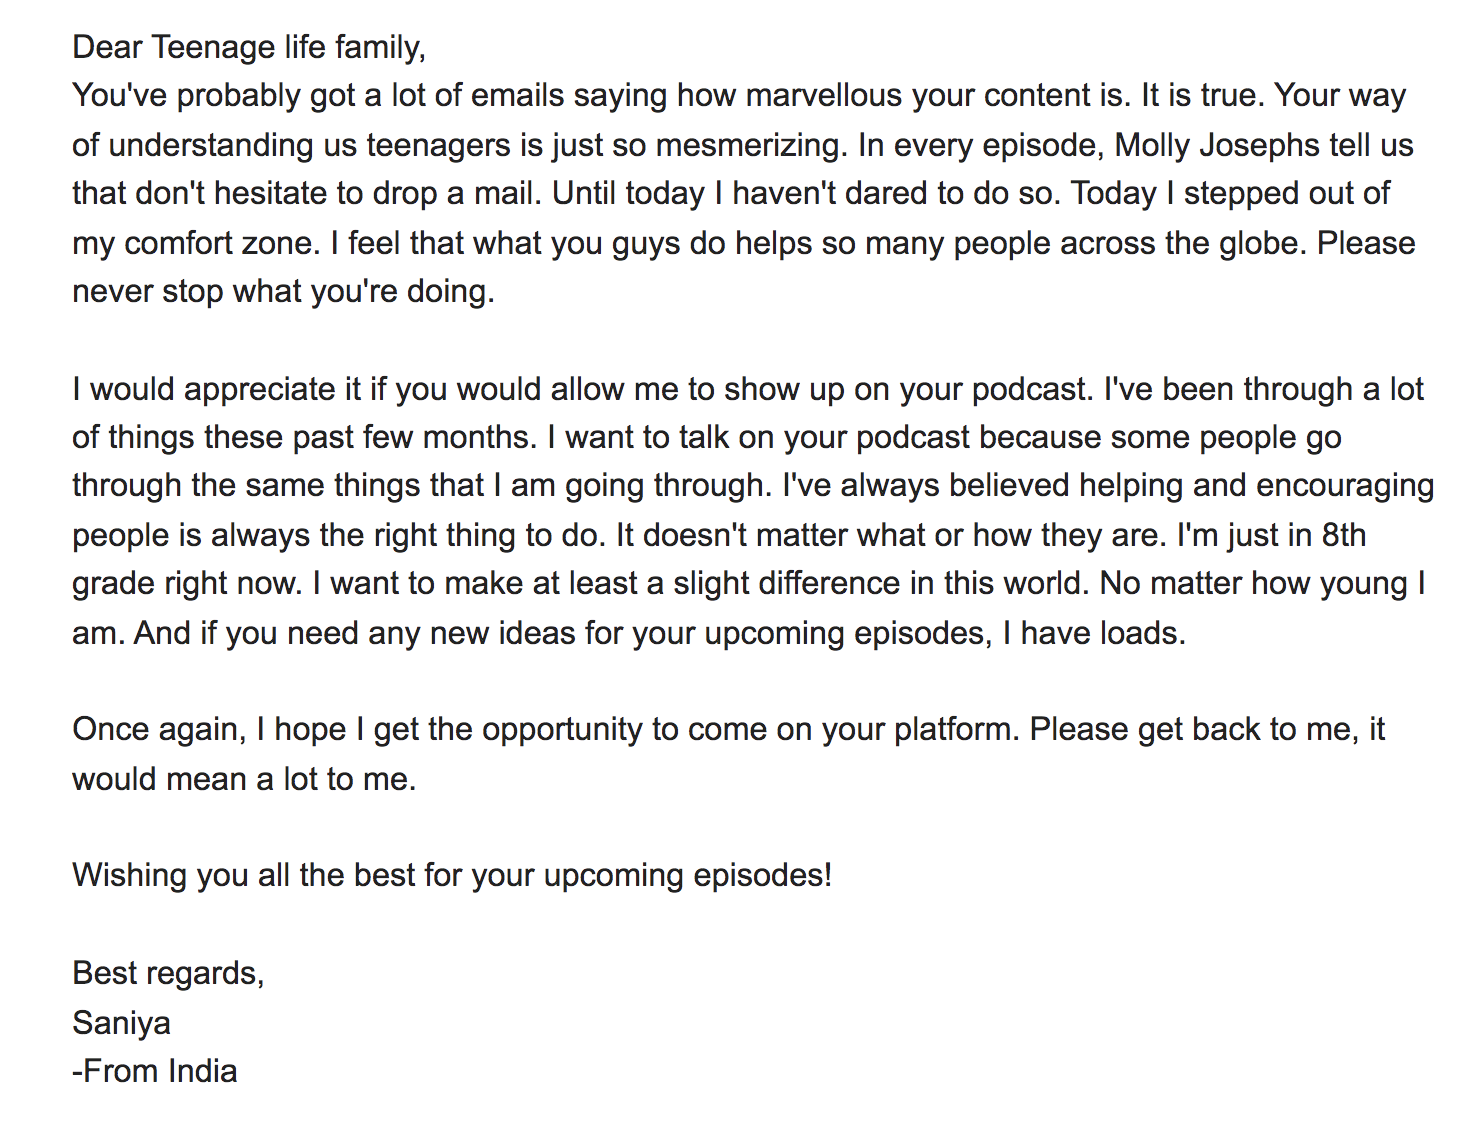 Dear Teenage life family,
You've probably got a lot of emails saying how marvellous your content is. It is true. Your way
of understanding us teenagers is just so mesmerizing. In every episode, Molly Josephs tell us
that don't hesitate to drop a mail. Until today I haven't dared to do so. Today I stepped out of
my comfort zone. I feel that what you guys do helps so many people across the globe. Please
never stop what you're doing.
I would appreciate it if you would allow me to show up on your podcast. I've been through a lot
of things these past few months. I want to talk on your podcast because some people go
through the same things that I am going through. I've always believed helping and encouraging
people is always the right thing to do. It doesn't matter what or how they are. I'm just in 8th
grade right now. I want to make at least a slight difference in this world. No matter how young I
am. And if you need any new ideas for your upcoming episodes, I have loads.
Once again, I hope I get the opportunity to come on your platform. Please get back to me, it
would mean a lot to me.
Wishing you all the best for your upcoming episodes!
Best regards,
Saniya
-From India